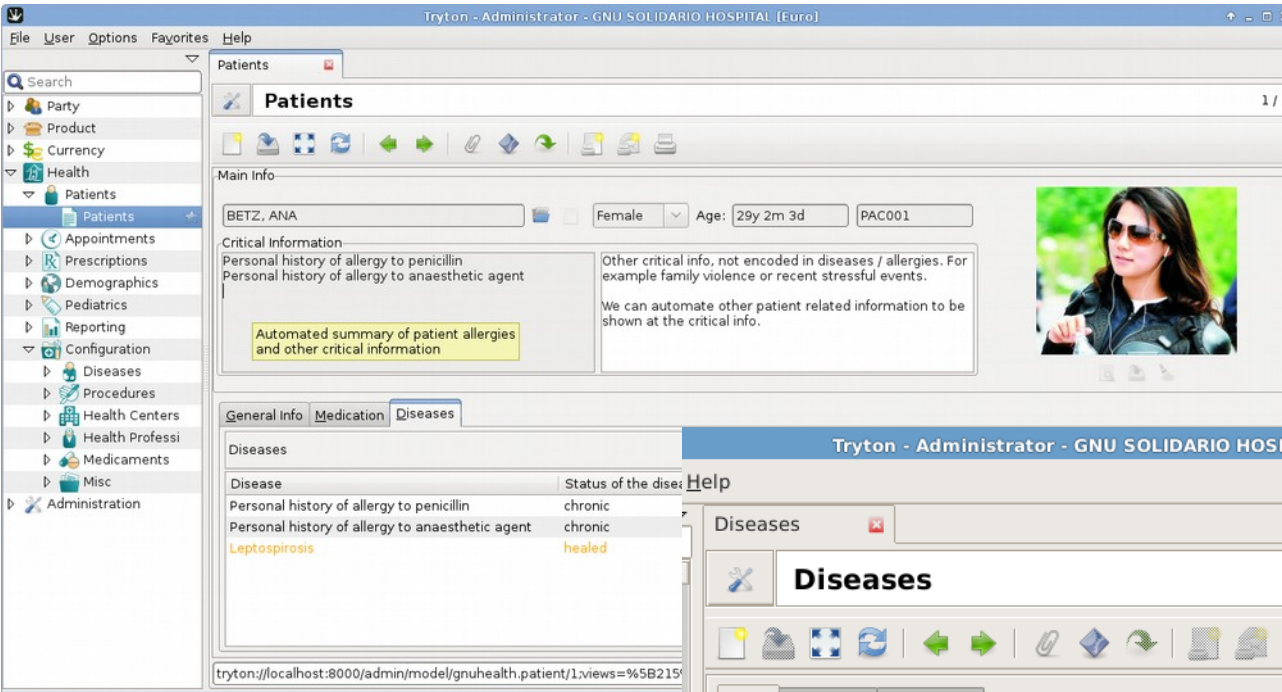 Tryton - Administrator - GNU SOLIDARIO HOSPITAL [Euro]
File User Options Favorites Help
Search
Party
Product
Currency
Health
Patients
Patients
Appointments
Prescriptions
Demographics
Pediatrics
Reporting
Configuration
Diseases
Procedures
Health Centers
Health Professi
Medicaments
Misc
Administration
Patients
Patients
1/
Main Info
BETZ, ANA Female Age: 29y 2m 3d PAC001
Critical Information
Personal history of allergy to penicillin
Personal history of allergy to anaesthetic agent
Automated summary of patient allergies
and other critical information
Other critical info, not encoded in diseases / allergies. For
example family violence or recent stressful events.
We can automate other patient related information to be
shown at the critical info.
General Info Medication Diseases
Diseases
Disease Status of the disea
Personal history of allergy to penicillin chronic
Personal history of allergy to anaesthetic agent chronic
Leptospirosis healed
tryton://localhost:8000/admin/model/gnuhealth.patient/1;views=%5B215
Tryton - Administrator - GNU SOLIDARIO HOSP
Help
Diseases
Diseases